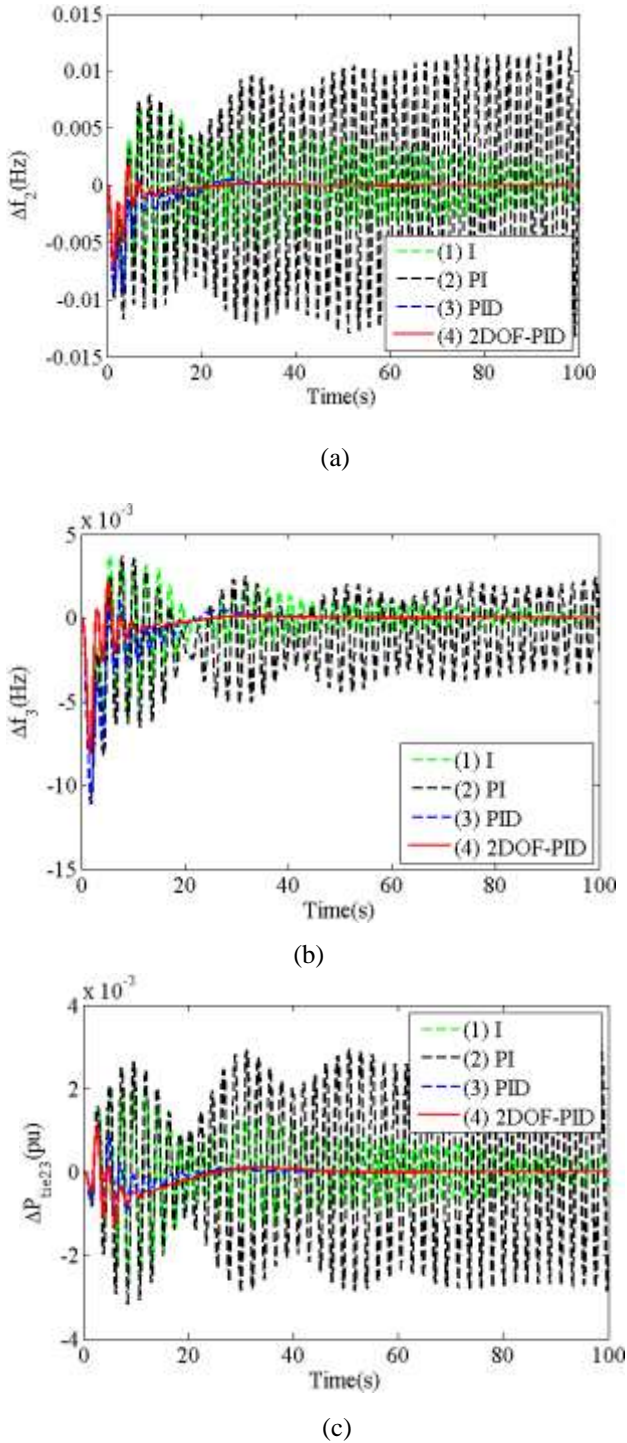 0.015
0.01
0.005
0
-0.005
-0.01
-0.015
Δf2(Hz)
(1) I
(2) PI
(3) PID
(4) 2DOF-PID
0 20 40 60 80 100
Time(s)
(a)
x 10-3
5
0
-5
-10
-15
Δf3(Hz)
(1) I
(2) PI
(3) PID
(4) 2DOF-PID
0 20 40 60 80 100
Time(s)
(b)
x 10-3
4
2
0
-2
-4
ΔPtie23(pu)
(1) I
(2) PI
(3) PID
(4) 2DOF-PID
0 20 40 60 80 100
Time(s)
(c)